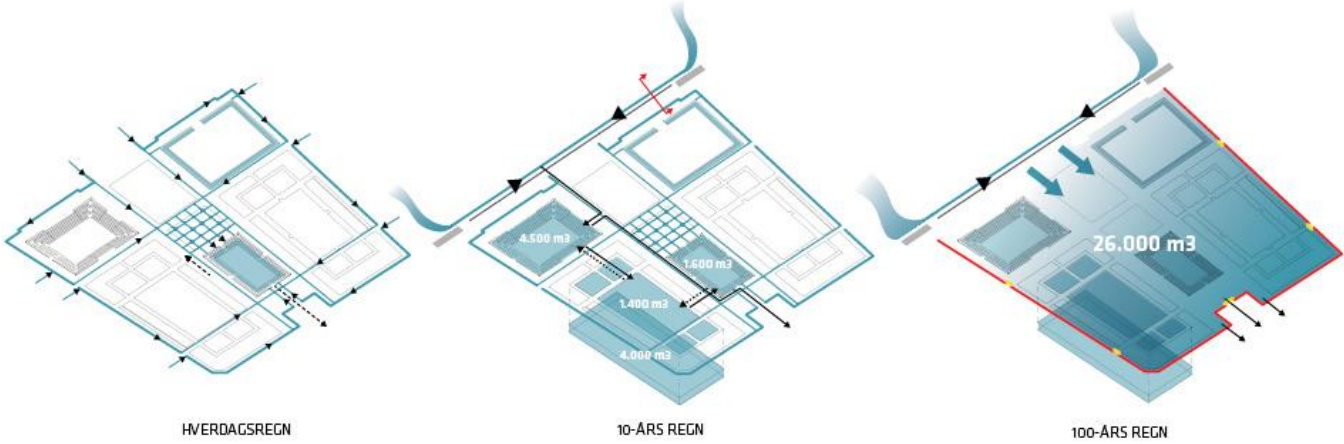 4.500 m3
1.600 m3
1.400 m3
4.000 m3
26.000 m3
HVERDAGSREGN
10-ÅRS REGN
100-ÅRS REGN